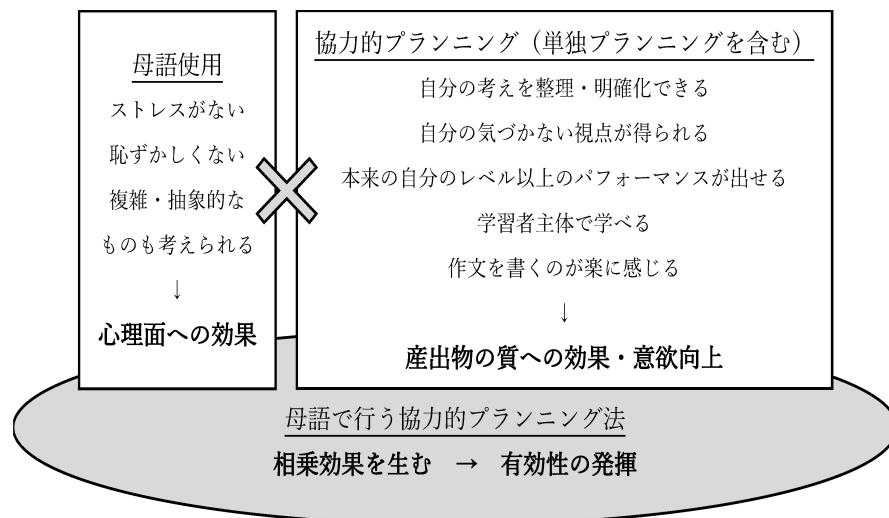 母語使用
ストレスがない
恥ずかしくない
複雑・抽象的な
ものも考えられる
↓
心理面への効果
協力的プランニング（単独プランニングを含む）
自分の考えを整理・明確化できる
自分の気づかない視点が得られる
本来の自分のレベル以上のパフォーマンスが出せる
学習者主体で学べる
作文を書くのが楽に感じる
↓
産出物の質への効果・意欲向上
母語で行う協力的プランニング法
相乗効果を生む　→　有効性の発揮